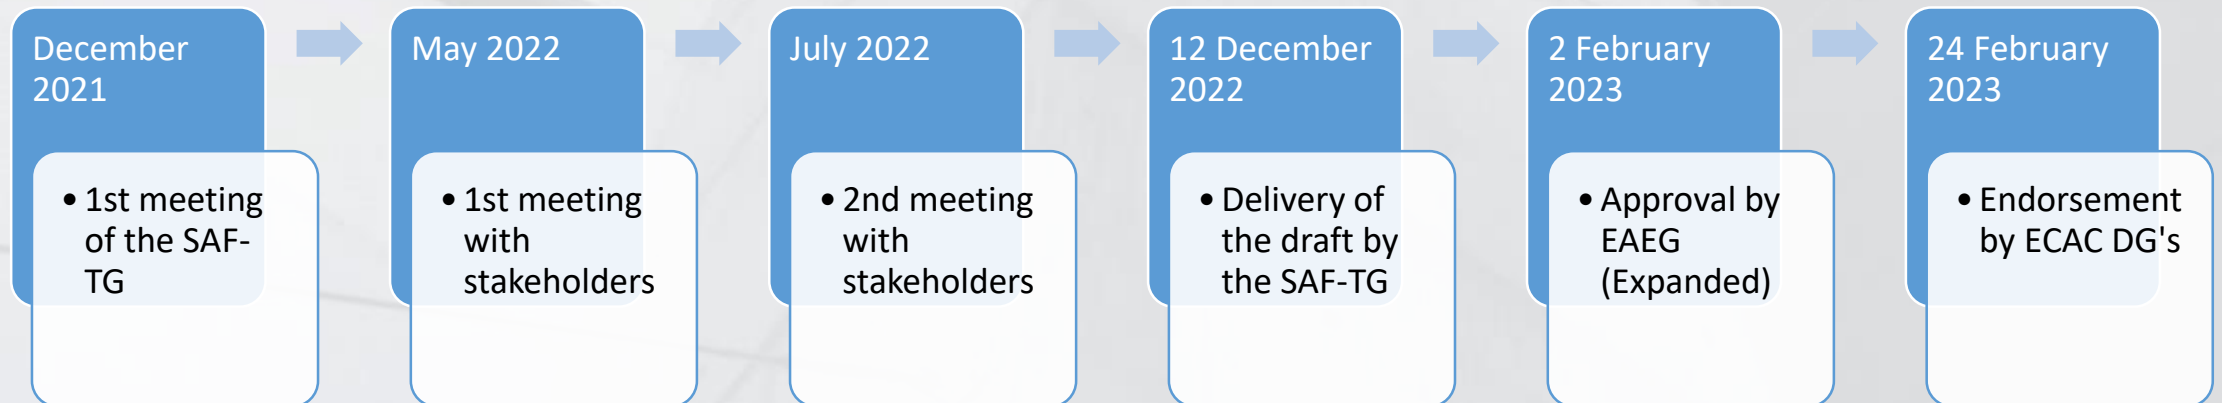 December
2021
• 1st meeting
of the SAF-
TG
May 2022
• 1st meeting
with
stakeholders
July 2022
• 2nd meeting
with
stakeholders
12 December
2022
• Delivery of
the draft by
the SAF-TG
2 February
2023
• Approval by
EAEG
(Expanded)
24 February
2023
• Endorsement
by ECAC DG's